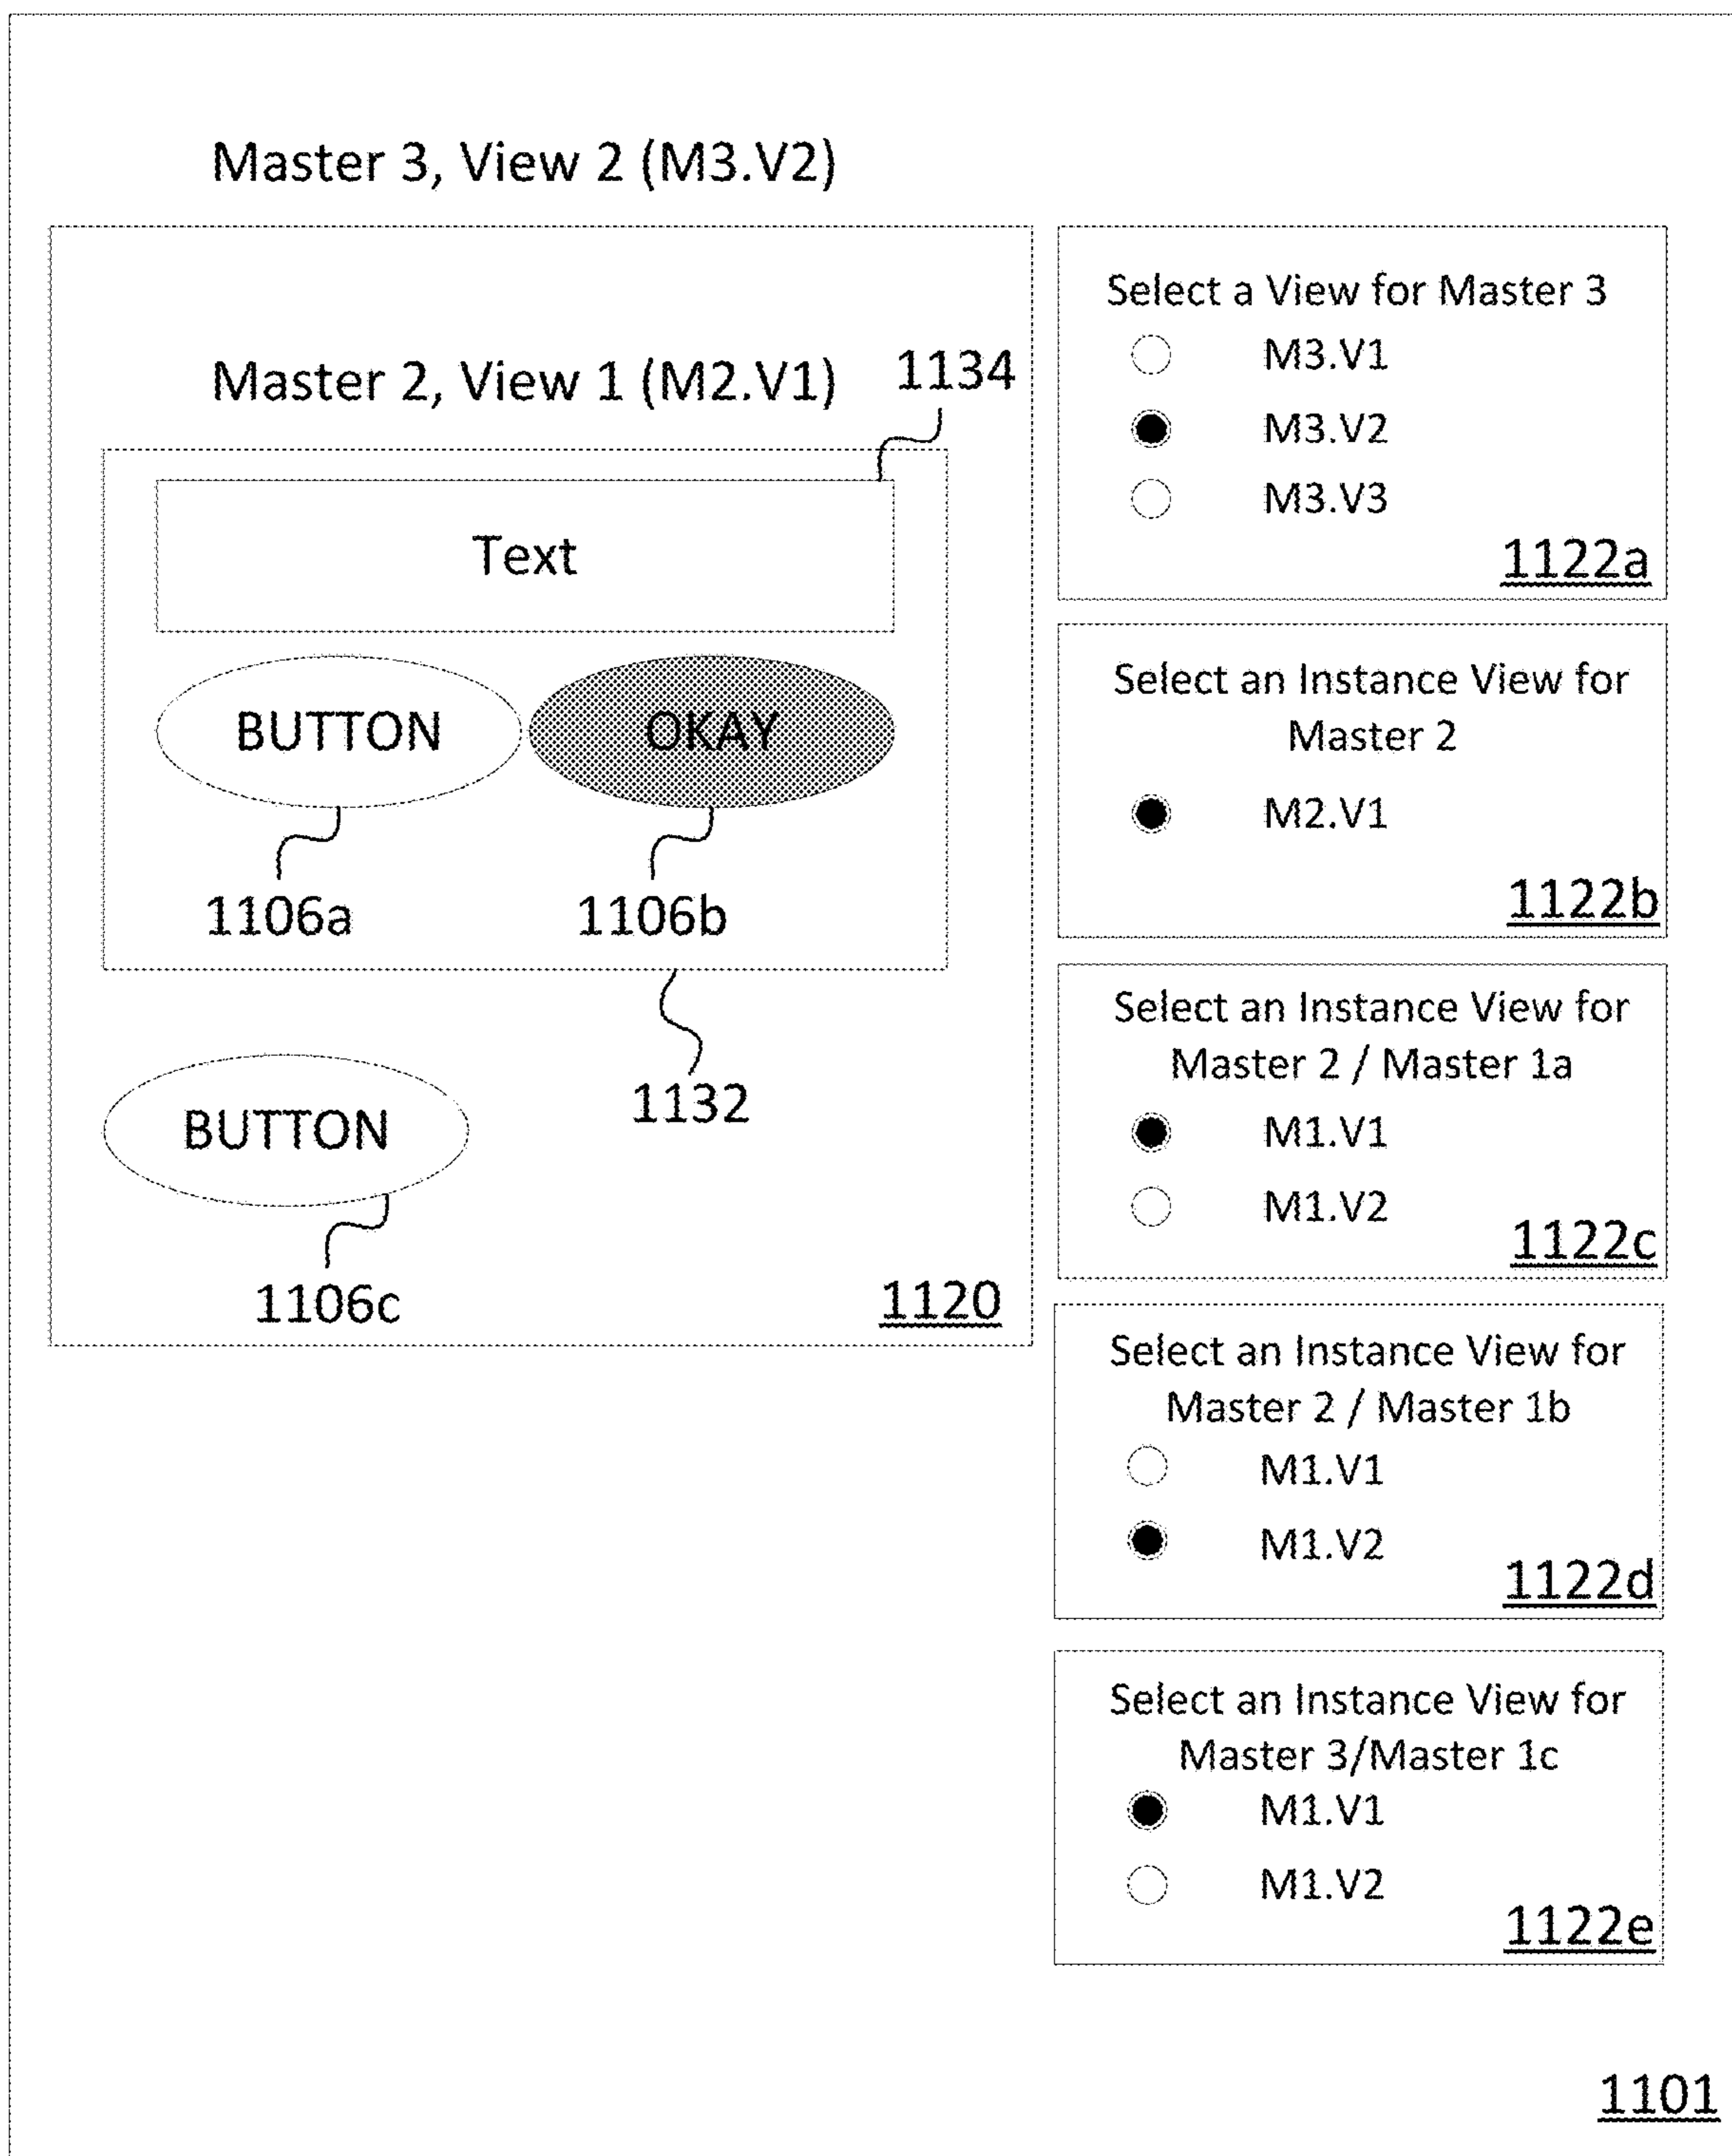 Master 3, View 2 (M3.V2)
Master 2, View 1 (M2.V1)
1134
Text
BUTTON
OKAY
1106a
1106b
1132
BUTTON
1106c
1120
Select a View for Master 3
M3.V1
M3.V2
M3.V3
1122a
Select an Instance View for
Master 2
M2.V1
1122b
Select an Instance View for
Master 2 / Master 1a
M1.V1
M1.V2
1122c
Select an Instance View for
Master 2 / Master 1b
M1.V1
M1.V2
1122d
Select an Instance View for
Master 3/Master 1c
M1.V1
M1.V2
1122e
1101